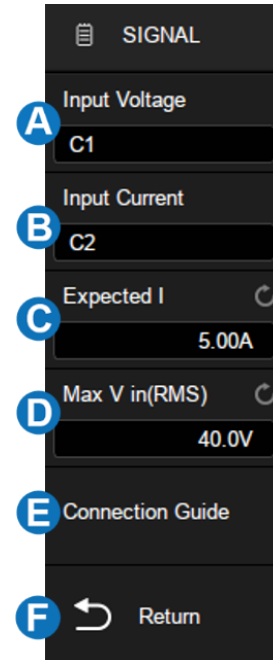 SIGNAL
A
Input Voltage
C1
B
Input Current
C2
C
Expected I
5.00A
D
Max V in(RMS)
40.0V
E
Connection Guide
F
Return